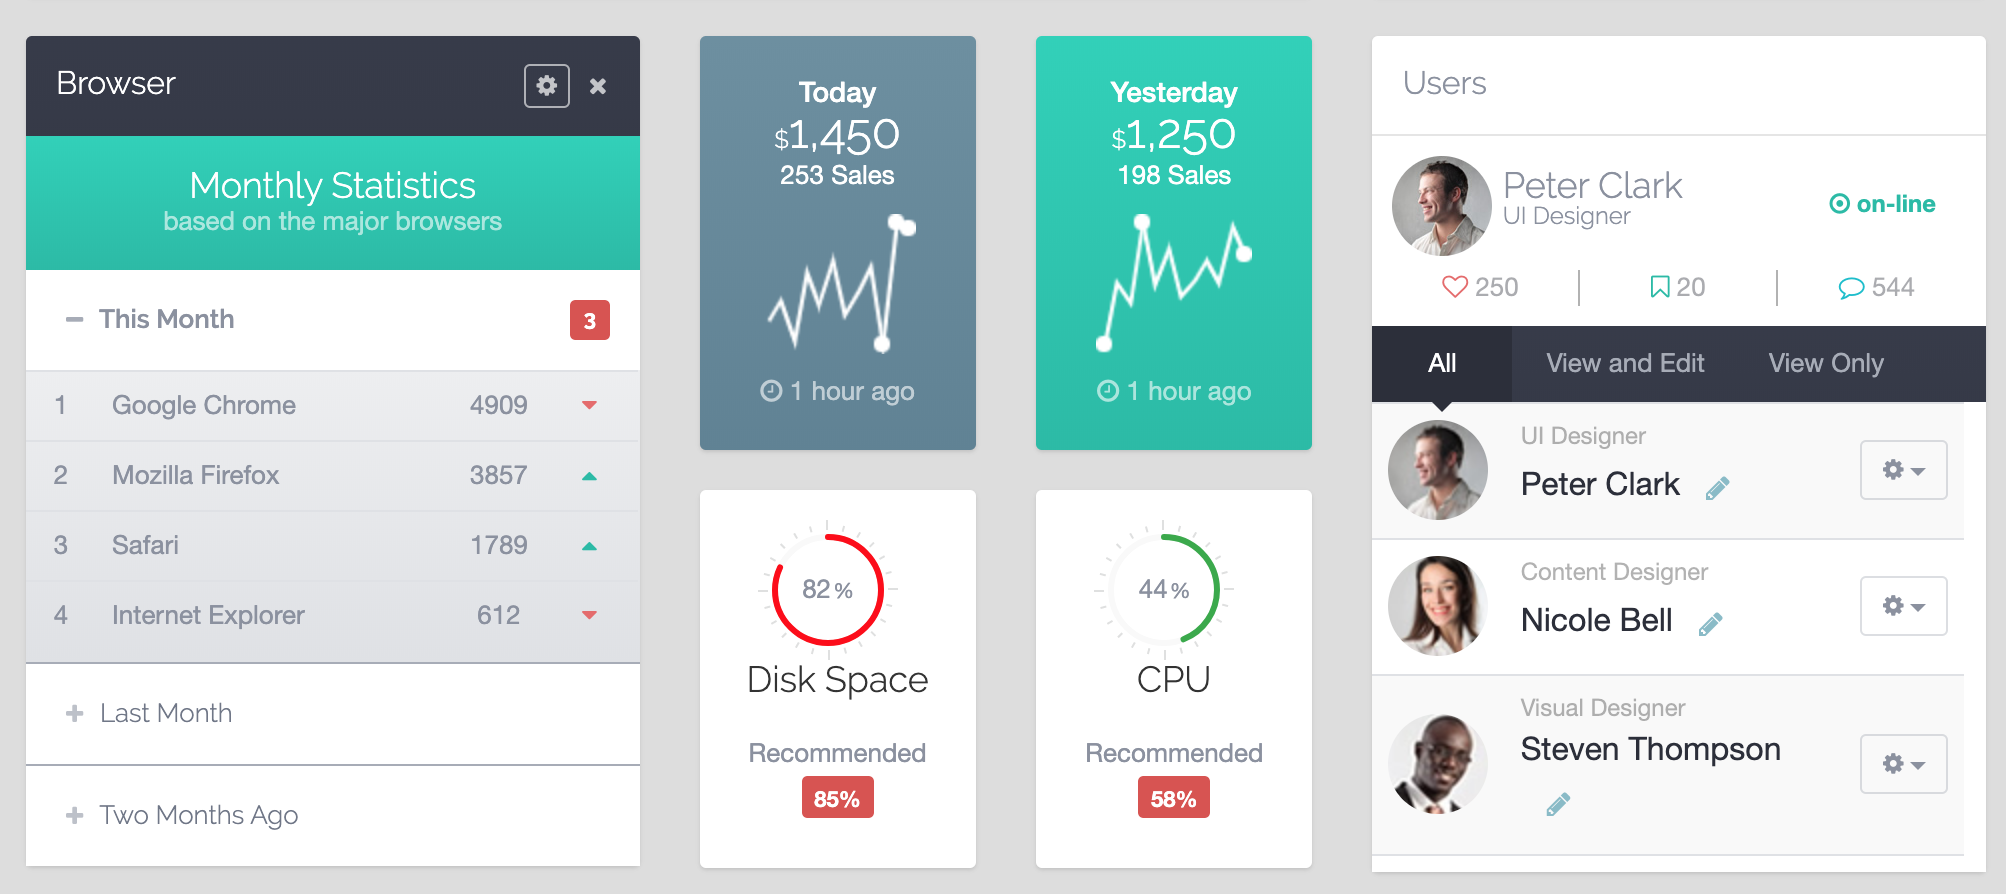 Browser
Monthly Statistics
based on the major browsers
This Month 3
1 Google Chrome 4909
2 Mozilla Firefox 3857
3 Safari 1789
4 Internet Explorer 612
Last Month
Two Months Ago
Today
$1,450
253 Sales
1 hour ago
Yesterday
$1,250
198 Sales
1 hour ago
82%
Disk Space
Recommended
85%
44%
CPU
Recommended
58%
Users
Peter Clark
UI Designer
on-line
250 20 544
All View and Edit View Only
UI Designer
Peter Clark
Content Designer
Nicole Bell
Visual Designer
Steven Thompson